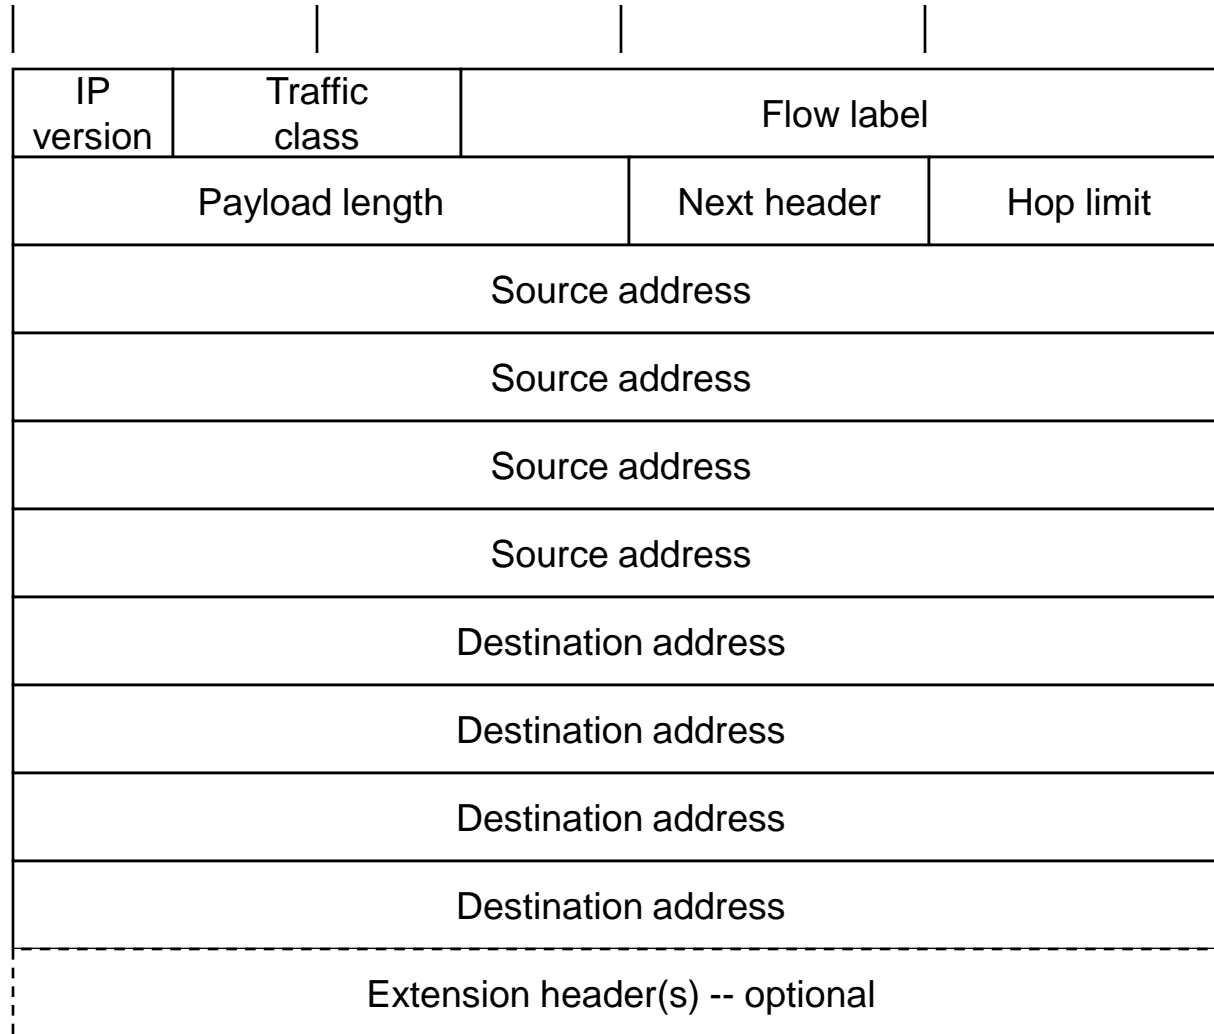 IP
version
Traffic
class
Flow label
Payload length
Next header
Hop limit
Source address
Source address
Source address
Source address
Destination address
Destination address
Destination address
Destination address
Extension header(s) -- optional